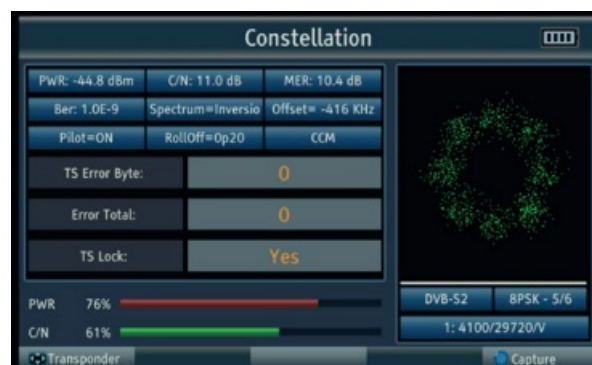 Constellation
PWR: -44.8 dBm C/N: 11.0 dB MER: 10.4 dB
Ber: 1.0E-9 Spectrum=Inversio Offset= -416 KHz
Pilot=ON RollOff=0p20 CCM
TS Error Byte: 0
Error Total: 0
TS Lock: Yes
DVB-S2 8PSK - 5/6
PWR 76%
1: 4100/29720/V
C/N 61%
Transponder Capture